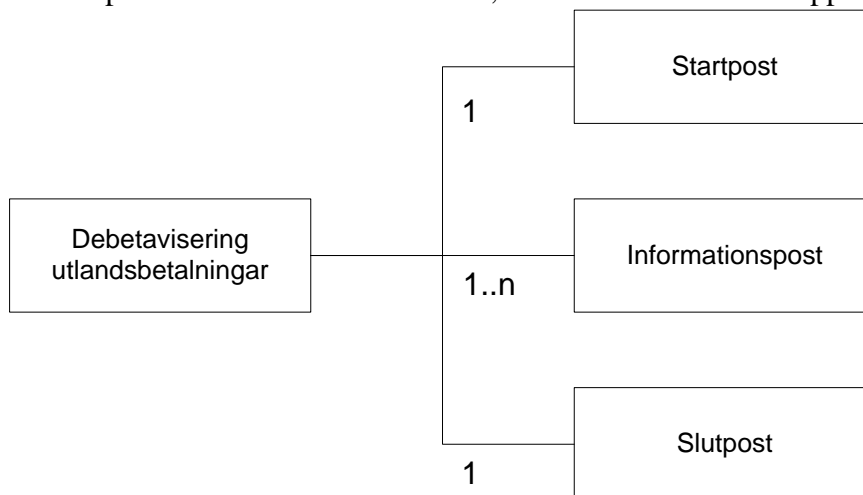 Startpost
1
Debetavisering
utlandsbetalningar
Informationspost
1..n
Slutpost
1